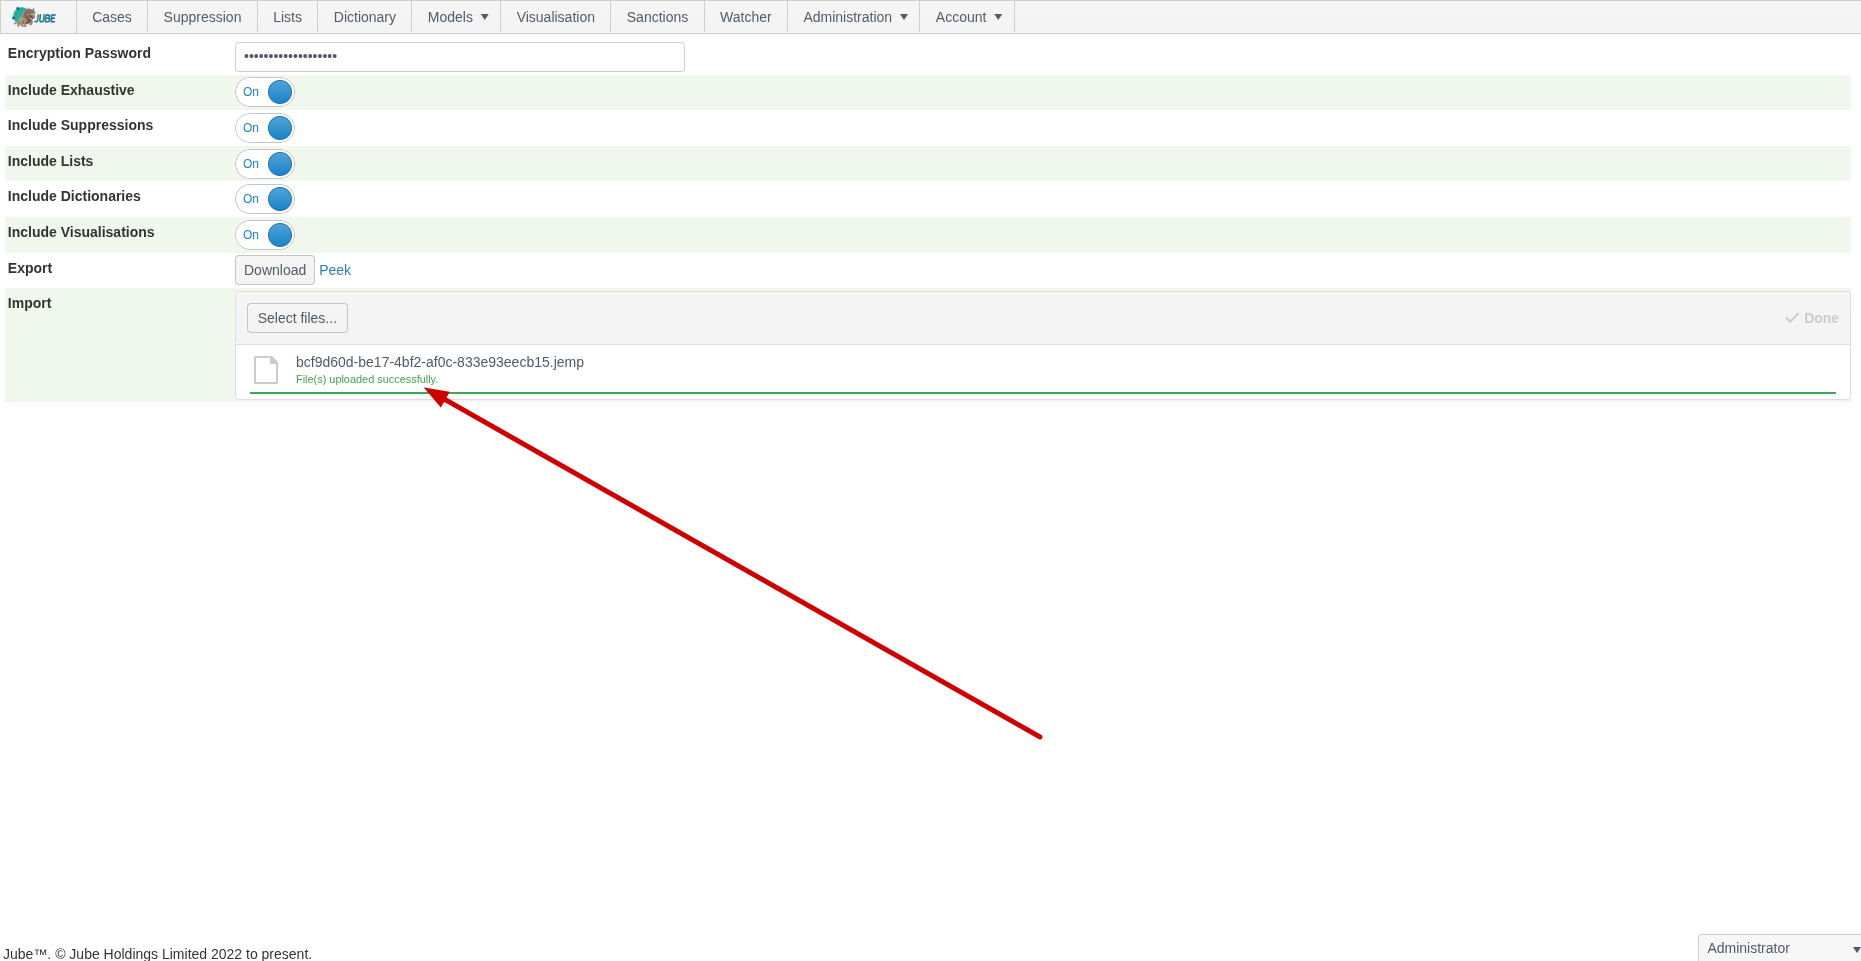 JUBE Cases Suppression Lists Dictionary Models Visualisation Sanctions Watcher Administration Account
Encryption Password •••••••••••••••••••
Include Exhaustive On
Include Suppressions On
Include Lists On
Include Dictionaries On
Include Visualisations On
Export Download Peek
Import Select files... Done
bcf9d60d-be17-4bf2-af0c-833e93eecb15.jemp
File(s) uploaded successfully.
Jube™. © Jube Holdings Limited 2022 to present. Administrator